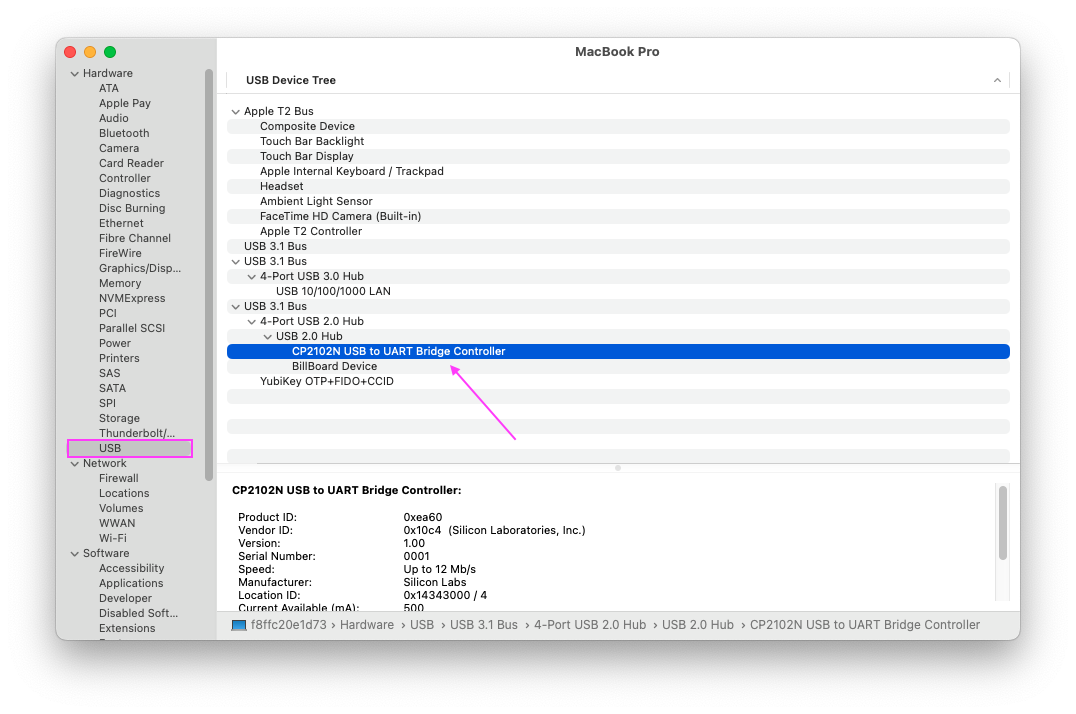 MacBook Pro
Hardware
ATA
Apple Pay
Audio
Bluetooth
Camera
Card Reader
Controller
Diagnostics
Disc Burning
Ethernet
Fibre Channel
FireWire
Graphics/Disp...
Memory
NVMExpress
PCI
Parallel SCSI
Power
Printers
SAS
SATA
SPI
Storage
Thunderbolt/...
USB
Network
Firewall
Locations
Volumes
WWAN
Wi-Fi
Software
Accessibility
Applications
Developer
Disabled Soft...
Extensions
USB Device Tree
Apple T2 Bus
Composite Device
Touch Bar Backlight
Touch Bar Display
Apple Internal Keyboard / Trackpad
Headset
Ambient Light Sensor
FaceTime HD Camera (Built-in)
Apple T2 Controller
USB 3.1 Bus
USB 3.1 Bus
4-Port USB 3.0 Hub
USB 10/100/1000 LAN
USB 3.1 Bus
4-Port USB 2.0 Hub
USB 2.0 Hub
CP2102N USB to UART Bridge Controller
BillBoard Device
YubiKey OTP+FIDO+CCID
CP2102N USB to UART Bridge Controller:
Product ID: 0xea60
Vendor ID: 0x10c4 (Silicon Laboratories, Inc.)
Version: 1.00
Serial Number: 0001
Speed: Up to 12 Mb/s
Manufacturer: Silicon Labs
Location ID: 0x14343000 / 4
Current Available (mA): 500
f8ffc20e1d73 › Hardware › USB › USB 3.1 Bus › 4-Port USB 2.0 Hub › USB 2.0 Hub › CP2102N USB to UART Bridge Controller